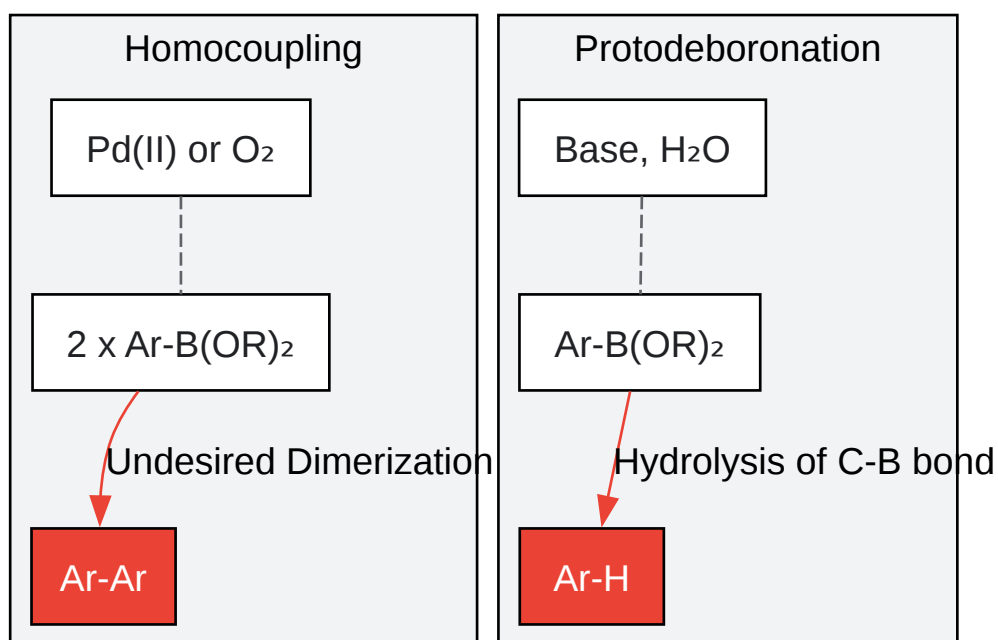 Homocoupling
Pd(II) or O₂
2 x Ar-B(OR)₂
Undesired Dimerization
Ar-Ar
Protodeboronation
Base, H₂O
Ar-B(OR)₂
Hydrolysis of C-B bond
Ar-H